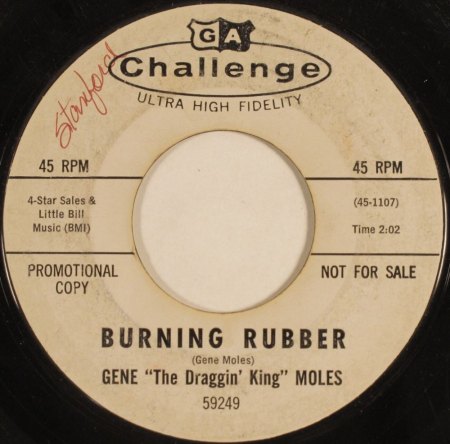 GA
Challenge
ULTRA HIGH FIDELITY
Stanford
45 RPM
45 RPM
4-Star Sales &
Little Bill
Music (BMI)
(45-1107)
Time 2:02
PROMOTIONAL
COPY
NOT FOR SALE
BURNING RUBBER
(Gene Moles)
GENE "The Draggin' King" MOLES
59249